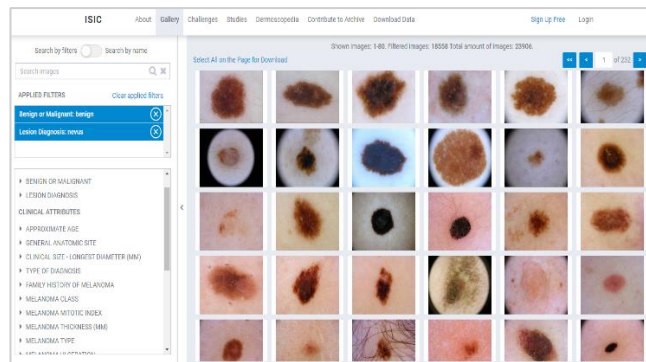 ISIC About Gallery Challenges Studies Dermoscopedia Contribute to Archive Download Data Sign Up Free Login
Search by filters Search by name
Shown images: 1-80. Filtered images: 18558 Total amount of images: 23906.
Select All on the Page for Download
<< < 1 of 232 >
Search images
APPLIED FILTERS Clear applied filters
Benign or Malignant: benign
Lesion Diagnosis: nevus
BENIGN OR MALIGNANT
LESION DIAGNOSIS
CLINICAL ATTRIBUTES
APPROXIMATE AGE
GENERAL ANATOMIC SITE
CLINICAL SIZE - LONGEST DIAMETER (MM)
TYPE OF DIAGNOSIS
FAMILY HISTORY OF MELANOMA
MELANOMA CLASS
MELANOMA MITOTIC INDEX
MELANOMA THICKNESS (MM)
MELANOMA TYPE